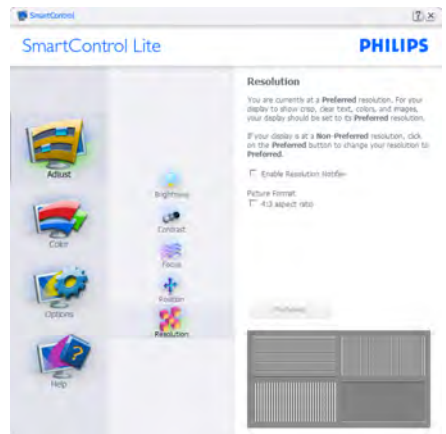 SmartControl
SmartControl Lite
PHILIPS
Adjust
Color
Options
Help
Brightness
Contrast
Focus
Position
Resolution
Resolution
You are currently at a Preferred resolution. For your
display to show crisp, clear text, colors, and images,
your display should be set to its Preferred resolution.
If your display is at a Non-Preferred resolution, click
on the Preferred button to change your resolution to
Preferred.
Enable Resolution Notifier
Picture Format
4:3 aspect ratio
Preferred